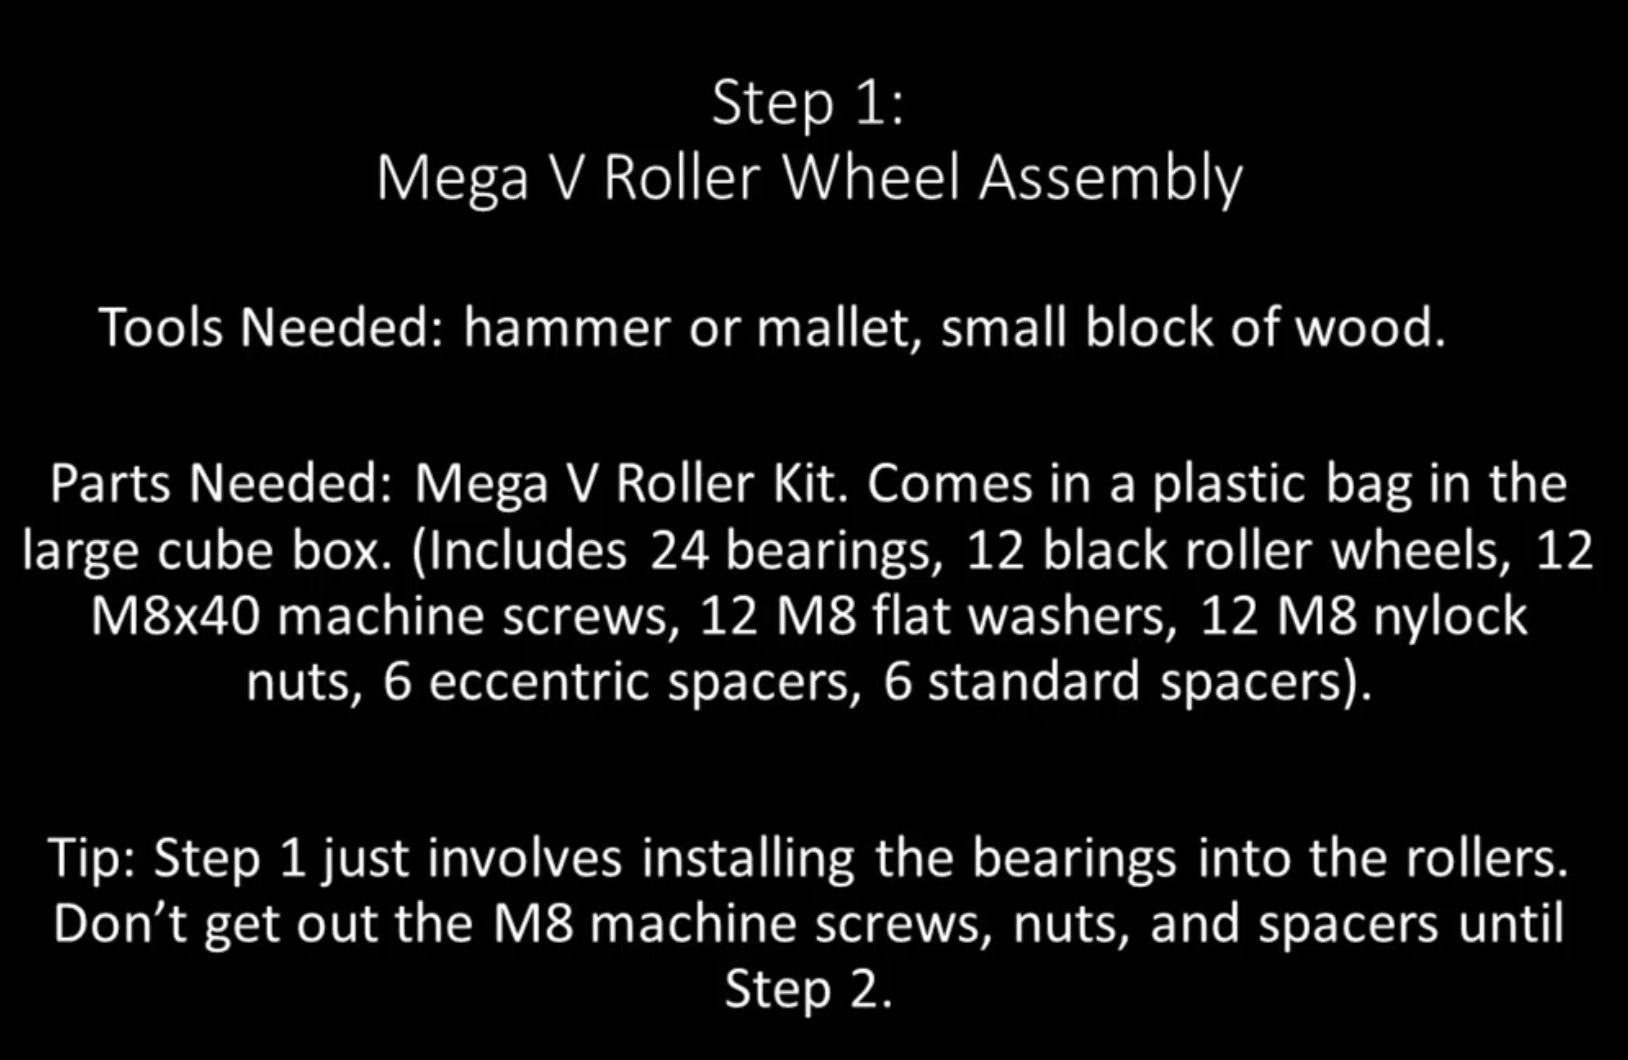 Step 1:
Mega V Roller Wheel Assembly
Tools Needed: hammer or mallet, small block of wood.
Parts Needed: Mega V Roller Kit. Comes in a plastic bag in the
large cube box. (Includes 24 bearings, 12 black roller wheels, 12
M8x40 machine screws, 12 M8 flat washers, 12 M8 nylock
nuts, 6 eccentric spacers, 6 standard spacers).
Tip: Step 1 just involves installing the bearings into the rollers.
Don’t get out the M8 machine screws, nuts, and spacers until
Step 2.